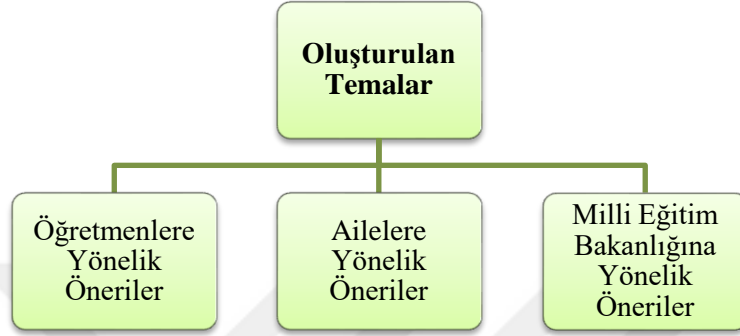 Oluşturulan
Temalar
Öğretmenlere
Yönelik
Öneriler
Ailelere
Yönelik
Öneriler
Milli Eğitim
Bakanlığına
Yönelik
Öneriler